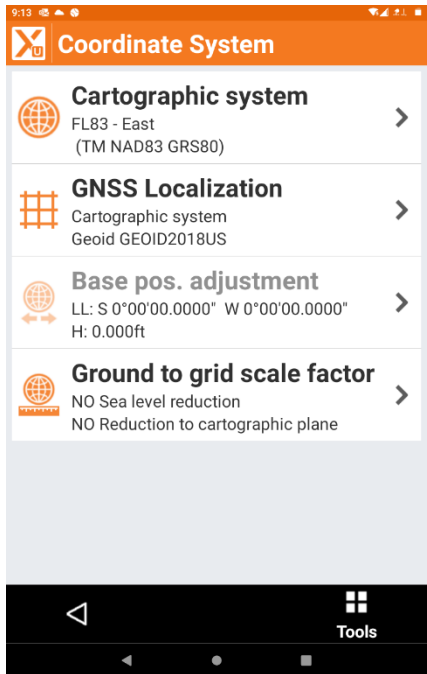 9:13
Xu
Coordinate System
Cartographic system
FL83 - East
(TM NAD83 GRS80)
GNSS Localization
Cartographic system
Geoid GEOID2018US
Base pos. adjustment
LL: S 0°00'00.0000" W 0°00'00.0000"
H: 0.000ft
Ground to grid scale factor
NO Sea level reduction
NO Reduction to cartographic plane
Tools